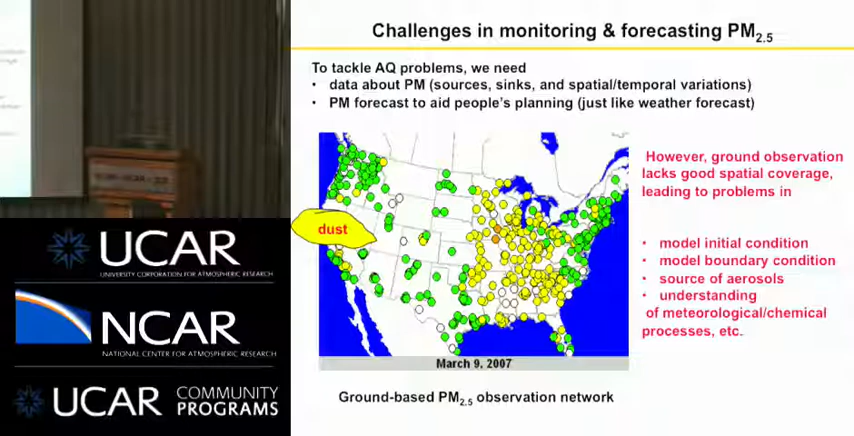 Challenges in monitoring & forecasting PM2.5
To tackle AQ problems, we need
• data about PM (sources, sinks, and spatial/temporal variations)
• PM forecast to aid people's planning (just like weather forecast)
However, ground observation
lacks good spatial coverage,
leading to problems in
• model initial condition
• model boundary condition
• source of aerosols
• understanding
of meteorological/chemical
processes, etc.
dust
March 9, 2007
Ground-based PM2.5 observation network
UCAR
UNIVERSITY CORPORATION FOR ATMOSPHERIC RESEARCH
NCAR
NATIONAL CENTER FOR ATMOSPHERIC RESEARCH
UCAR COMMUNITY
PROGRAMS